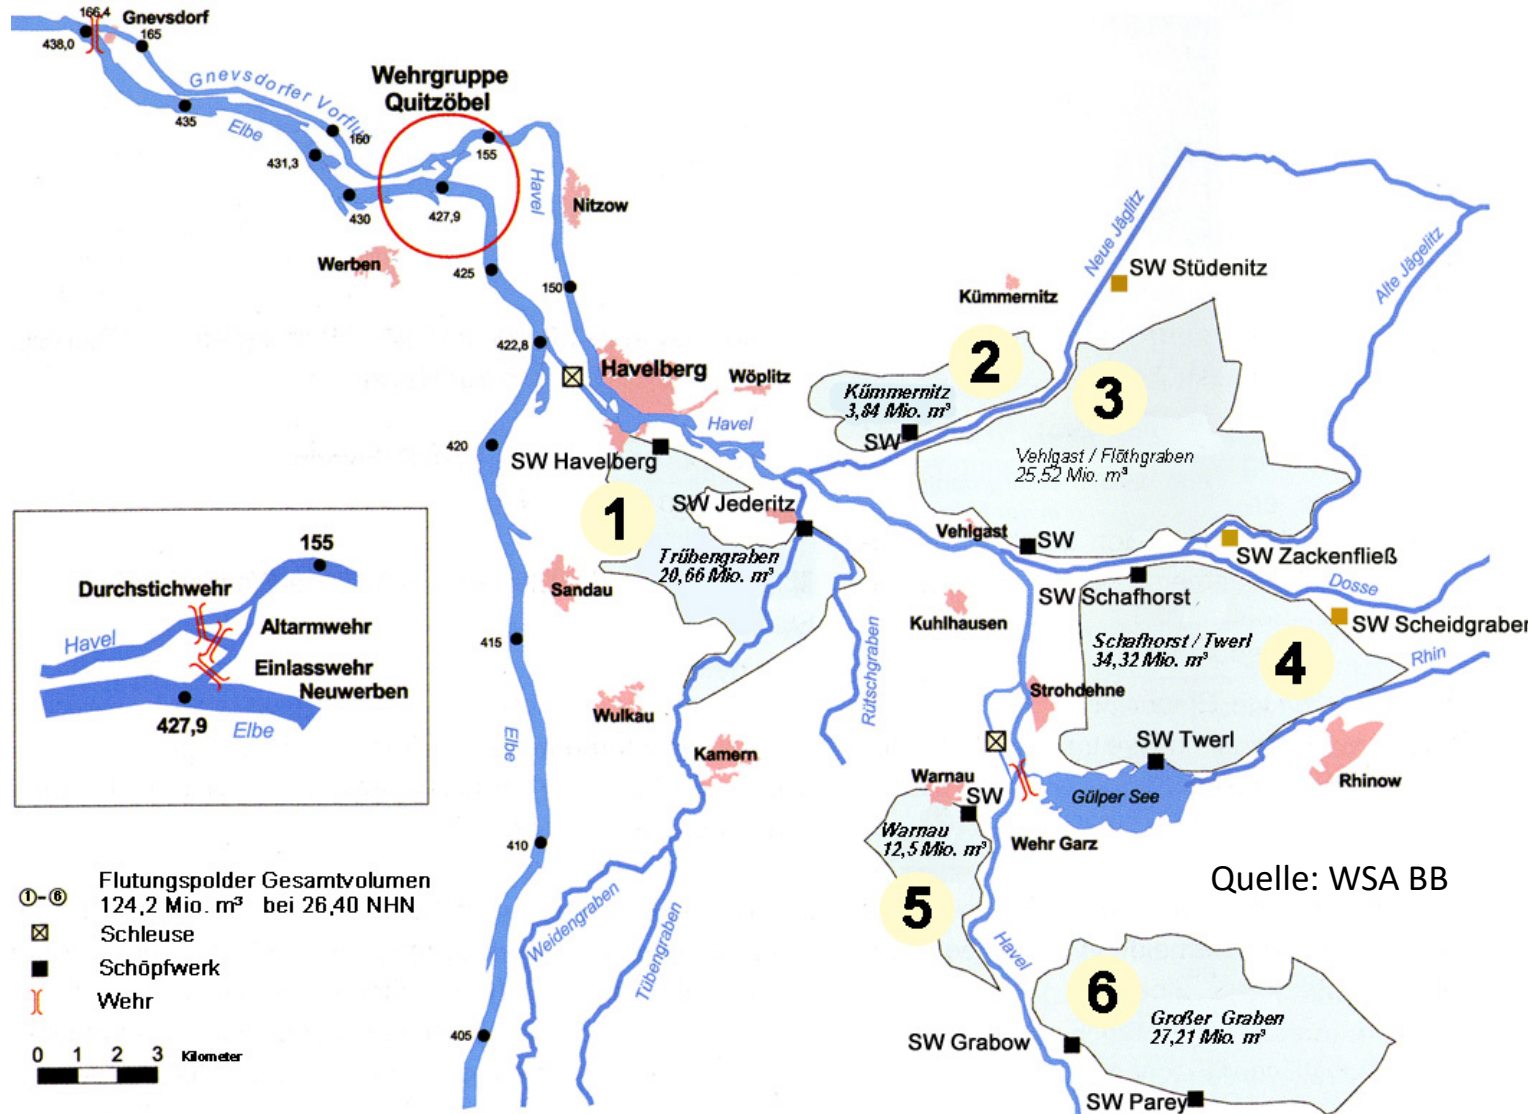 166,4
Gnevsdorf
438,0
165
Gnevsdorfer Vorflut
Wehrgruppe
Quitzöbel
435
Elbe
160
431,3
155
430
427,9
Havel
Nitzow
Werben
425
150
422,8
Havelberg
Wöplitz
Havel
420
SW Havelberg
Neue Jäglitz
Alte Jägelitz
SW Stüdenitz
Kümmernitz
2
Kümmernitz
3,84 Mio. m³
SW
3
Vehlgast / Flöthgraben
25,52 Mio. m³
1
SW Jederitz
Trübengraben
20,66 Mio. m³
Vehlgast
SW
SW Zackenfließ
Dosse
SW Schafhorst
SW Scheidgraben
Sandau
Kuhlhausen
Schafhorst / Twerl
34,32 Mio. m³
4
Rhin
415
Rütschgraben
Strohdehne
Wulkau
Elbe
Kamern
SW Twerl
Rhinow
Gülper See
Warnau
SW
Warnau
12,5 Mio. m³
Wehr Garz
410
5
Quelle: WSA BB
Weidengraben
Tübengraben
Havel
6
Großer Graben
27,21 Mio. m³
405
SW Grabow
SW Parey
155
Durchstichwehr
Havel
Altarmwehr
Einlasswehr
Neuwerben
427,9
Elbe
①-⑥ Flutungspolder Gesamtvolumen
124,2 Mio. m³ bei 26,40 NHN
Schleuse
Schöpfwerk
Wehr
0 1 2 3 Kilometer